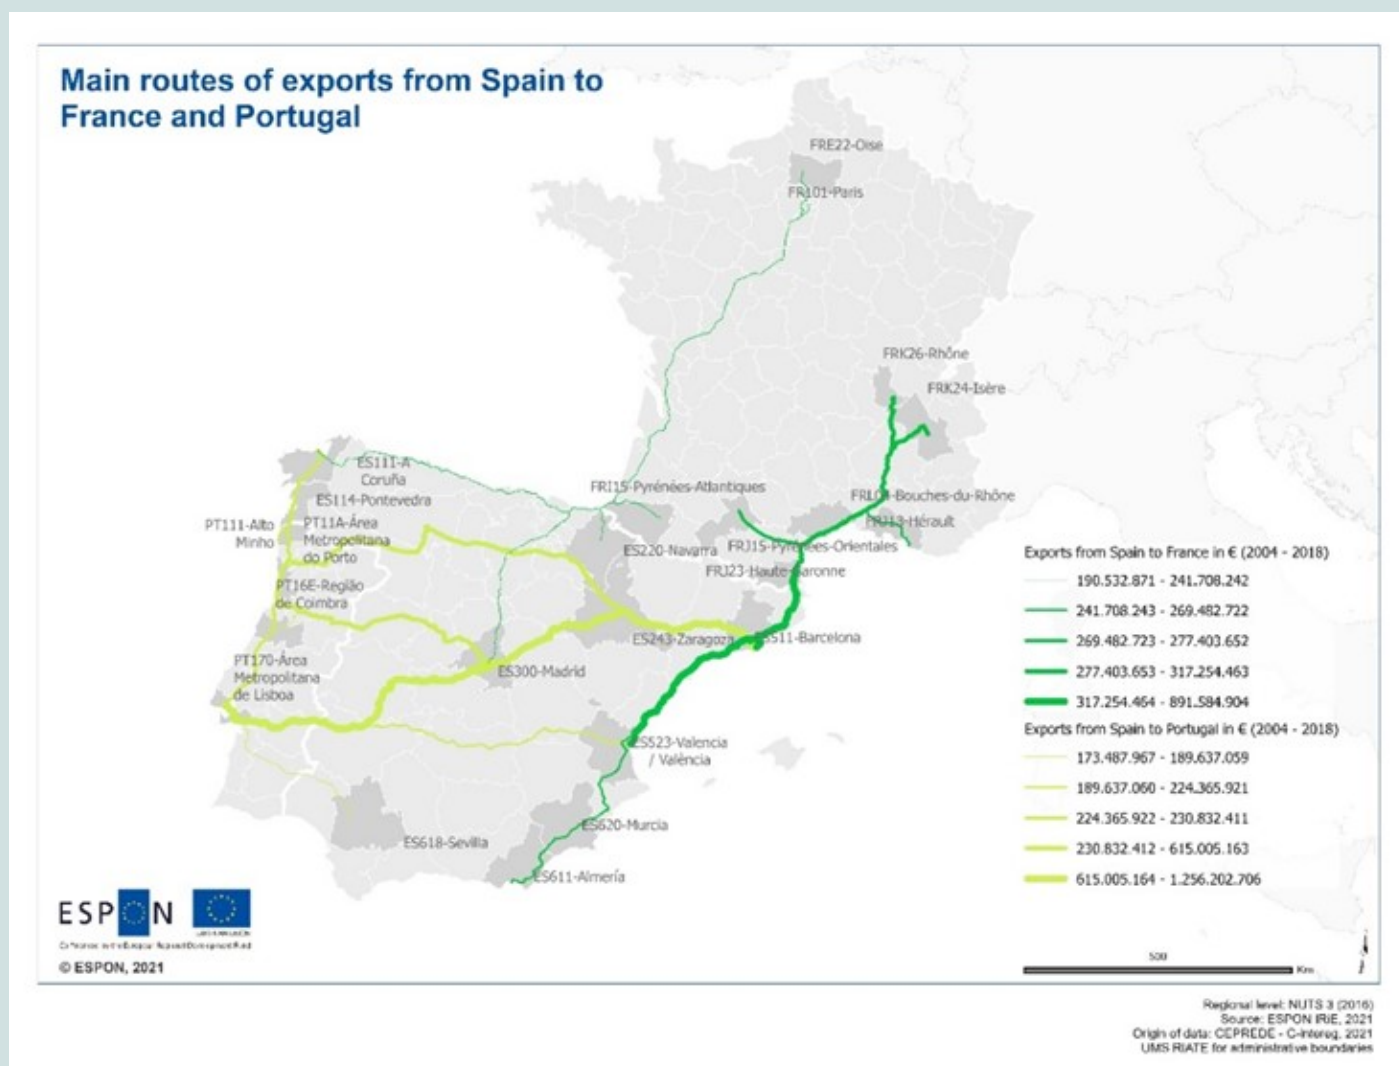 Main routes of exports from Spain to
France and Portugal
FRE22-Oise
FR101-Paris
FRK26-Rhône
FRK24-Isère
ES111-A
Coruña
FRI15-Pyrénées-Atlantiques
ES114-Pontevedra
FRL04-Bouches-du-Rhône
PT111-Alto
Minho
PT11A-Área
Metropolitana
do Porto
FRJ13-Hérault
ES220-Navarra
FRJ15-Pyrénées-Orientales
FRJ23-Haute-Garonne
PT16E-Região
de Coimbra
ES243-Zaragoza
ES511-Barcelona
PT170-Área
Metropolitana
de Lisboa
ES300-Madrid
ES523-Valencia
/ València
ES620-Murcia
ES618-Sevilla
ES611-Almería
Exports from Spain to France in € (2004 - 2018)
190.532.871 - 241.708.242
241.708.243 - 269.482.722
269.482.723 - 277.403.652
277.403.653 - 317.254.463
317.254.464 - 891.584.904
Exports from Spain to Portugal in € (2004 - 2018)
173.487.967 - 189.637.059
189.637.060 - 224.365.921
224.365.922 - 230.832.411
230.832.412 - 615.005.163
615.005.164 - 1.256.202.706
ESPON
© ESPON, 2021
500
Km
Regional level: NUTS 3 (2016)
Source: ESPON IRiE, 2021
Origin of data: CEPREDE - C-Intereg, 2021
UMS RIATE for administrative boundaries